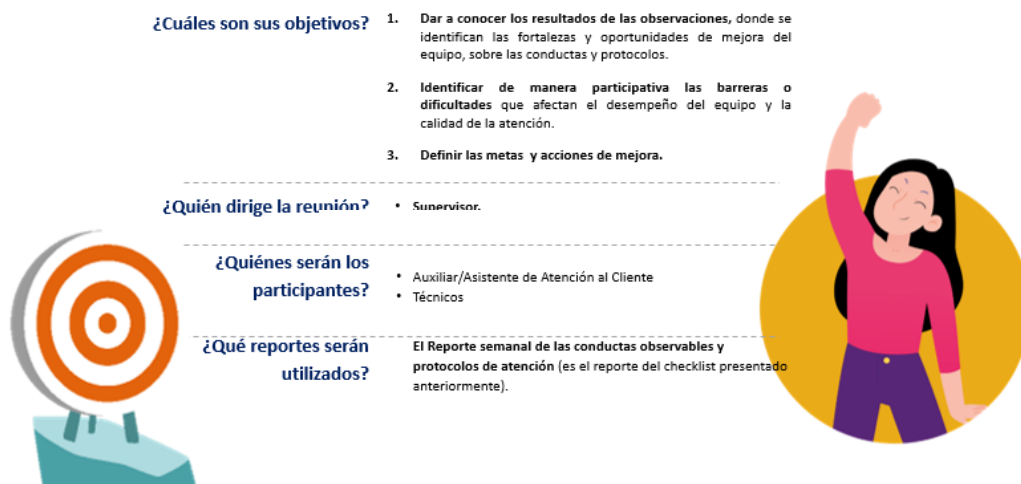 ¿Cuáles son sus objetivos?
1. Dar a conocer los resultados de las observaciones, donde se
identifican las fortalezas y oportunidades de mejora del
equipo, sobre las conductas y protocolos.
2. Identificar de manera participativa las barreras o
dificultades que afectan el desempeño del equipo y la
calidad de la atención.
3. Definir las metas y acciones de mejora.
¿Quién dirige la reunión?
• Supervisor.
¿Quiénes serán los
participantes?
• Auxiliar/Asistente de Atención al Cliente
• Técnicos
¿Qué reportes serán
utilizados?
El Reporte semanal de las conductas observables y
protocolos de atención (es el reporte del checklist presentado
anteriormente).